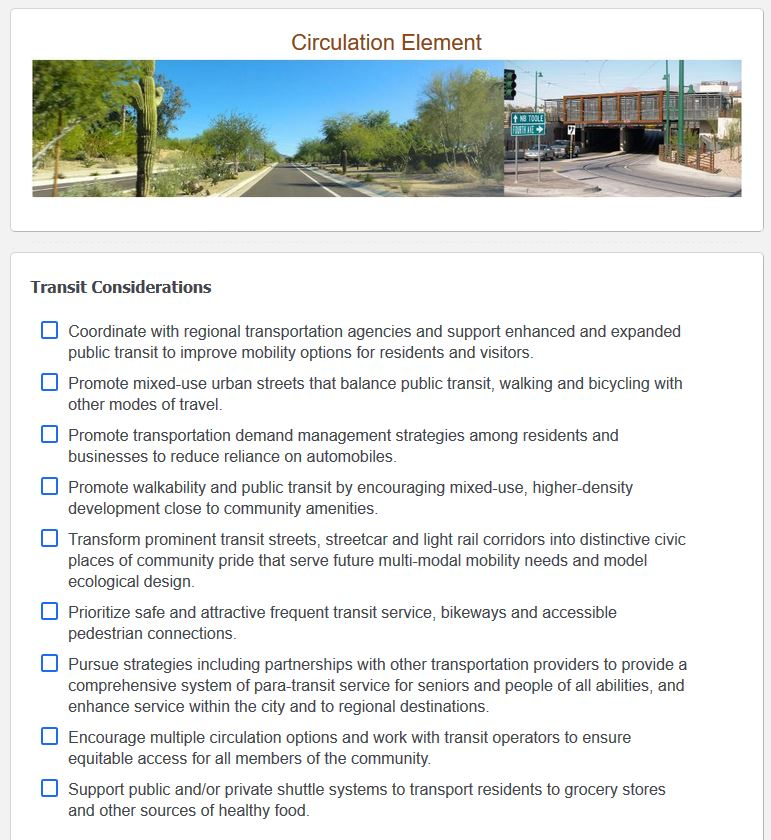 Circulation Element
NB TOOLE
FOURTH AVE
Transit Considerations
Coordinate with regional transportation agencies and support enhanced and expanded
public transit to improve mobility options for residents and visitors.
Promote mixed-use urban streets that balance public transit, walking and bicycling with
other modes of travel.
Promote transportation demand management strategies among residents and
businesses to reduce reliance on automobiles.
Promote walkability and public transit by encouraging mixed-use, higher-density
development close to community amenities.
Transform prominent transit streets, streetcar and light rail corridors into distinctive civic
places of community pride that serve future multi-modal mobility needs and model
ecological design.
Prioritize safe and attractive frequent transit service, bikeways and accessible
pedestrian connections.
Pursue strategies including partnerships with other transportation providers to provide a
comprehensive system of para-transit service for seniors and people of all abilities, and
enhance service within the city and to regional destinations.
Encourage multiple circulation options and work with transit operators to ensure
equitable access for all members of the community.
Support public and/or private shuttle systems to transport residents to grocery stores
and other sources of healthy food.